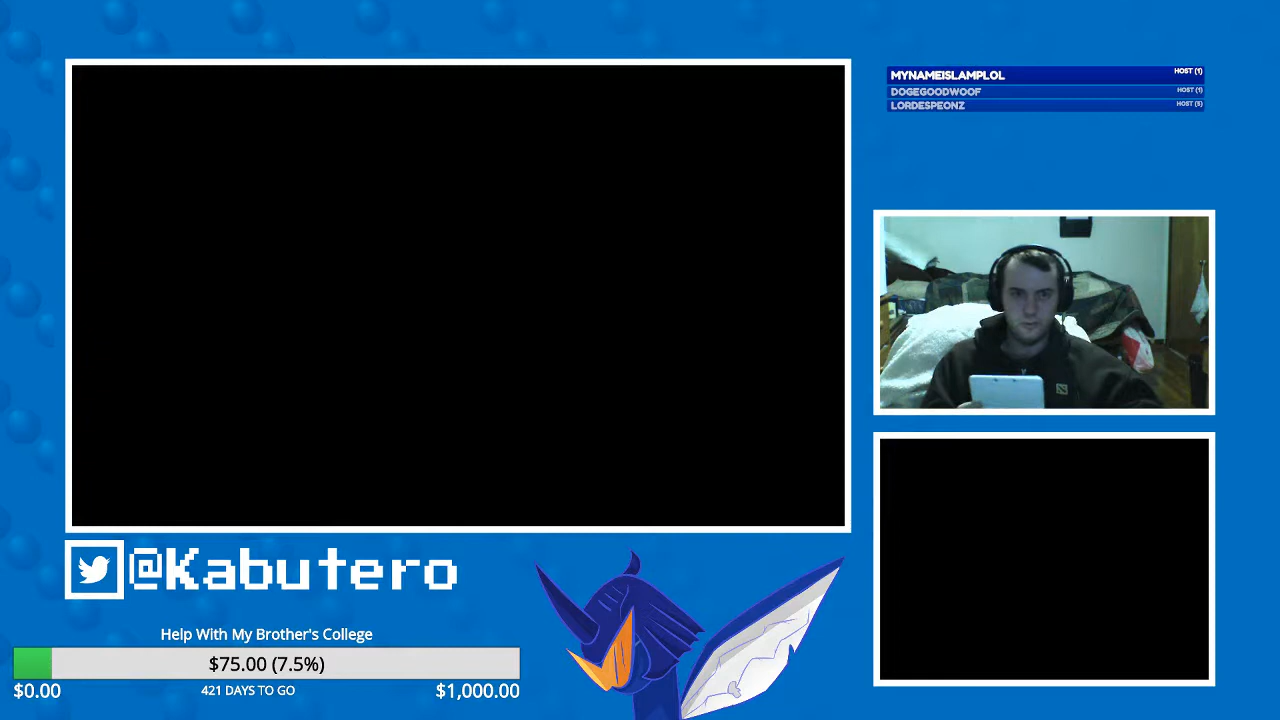 MYNAMEISLAMPLOL
HOST (1)
DOGEGOODWOOF
HOST (1)
LORDESPEONZ
HOST (5)
@Kabutero
Help With My Brother's College
$75.00 (7.5%)
$0.00
421 DAYS TO GO
$1,000.00